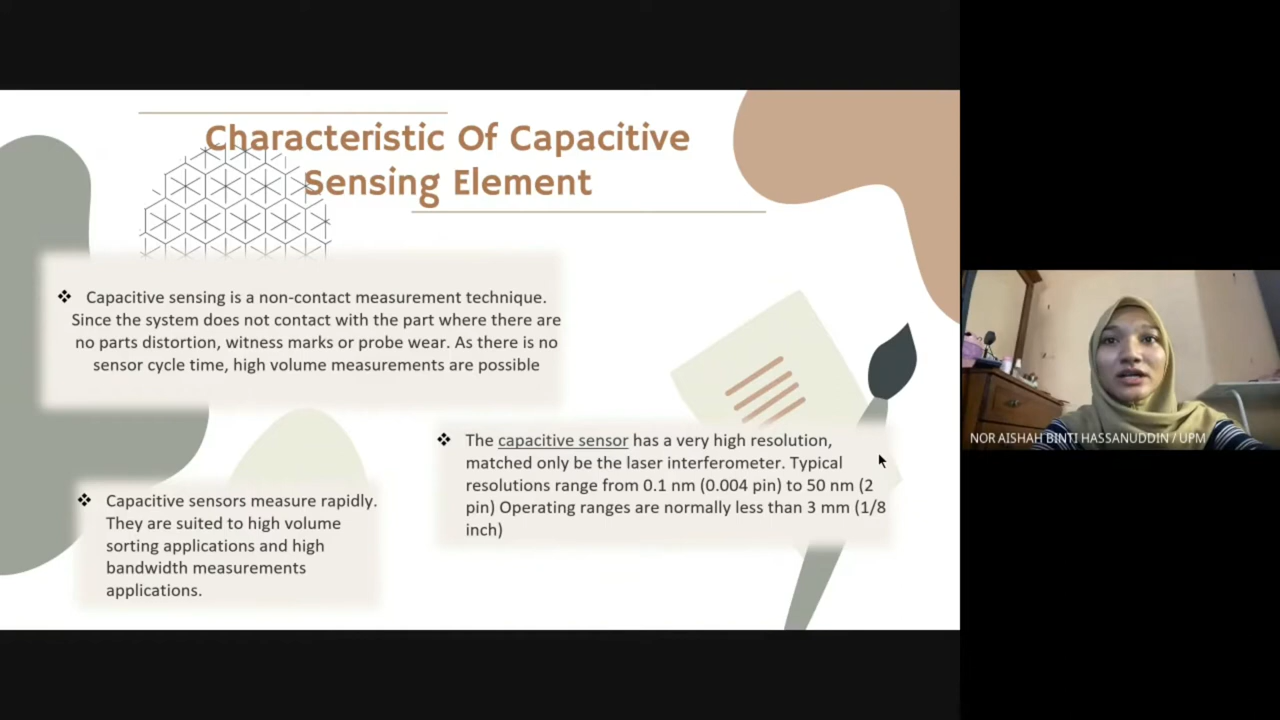 Characteristic Of Capacitive
Sensing Element
❖ Capacitive sensing is a non-contact measurement technique.
Since the system does not contact with the part where there are
no parts distortion, witness marks or probe wear. As there is no
sensor cycle time, high volume measurements are possible
❖ The capacitive sensor has a very high resolution,
matched only be the laser interferometer. Typical
resolutions range from 0.1 nm (0.004 pin) to 50 nm (2
pin) Operating ranges are normally less than 3 mm (1/8
inch)
❖ Capacitive sensors measure rapidly.
They are suited to high volume
sorting applications and high
bandwidth measurements
applications.
NOR AISHAH BINTI HASSANUDDIN / UPM